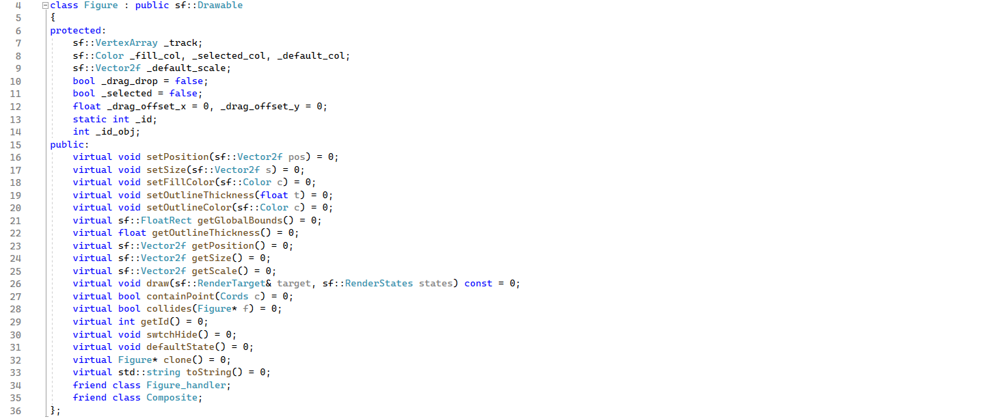 4 class Figure : public sf::Drawable
5 {
6 protected:
7 sf::VertexArray _track;
8 sf::Color _fill_col, _selected_col, _default_col;
9 sf::Vector2f _default_scale;
10 bool _drag_drop = false;
11 bool _selected = false;
12 float _drag_offset_x = 0, _drag_offset_y = 0;
13 static int _id;
14 int _id_obj;
15 public:
16 virtual void setPosition(sf::Vector2f pos) = 0;
17 virtual void setSize(sf::Vector2f s) = 0;
18 virtual void setFillColor(sf::Color c) = 0;
19 virtual void setOutlineThickness(float t) = 0;
20 virtual void setOutlineColor(sf::Color c) = 0;
21 virtual sf::FloatRect getGlobalBounds() = 0;
22 virtual float getOutlineThickness() = 0;
23 virtual sf::Vector2f getPosition() = 0;
24 virtual sf::Vector2f getSize() = 0;
25 virtual sf::Vector2f getScale() = 0;
26 virtual void draw(sf::RenderTarget& target, sf::RenderStates states) const = 0;
27 virtual bool containPoint(Cords c) = 0;
28 virtual bool collides(Figure* f) = 0;
29 virtual int getId() = 0;
30 virtual void swtchHide() = 0;
31 virtual void defaultState() = 0;
32 virtual Figure* clone() = 0;
33 virtual std::string toString() = 0;
34 friend class Figure_handler;
35 friend class Composite;
36 };